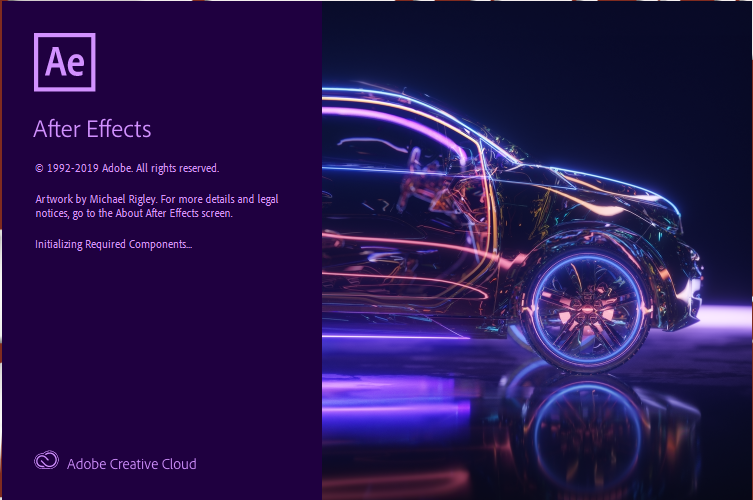 Ae
After Effects
© 1992-2019 Adobe. All rights reserved.
Artwork by Michael Rigley. For more details and legal
notices, go to the About After Effects screen.
Initializing Required Components...
Adobe Creative Cloud